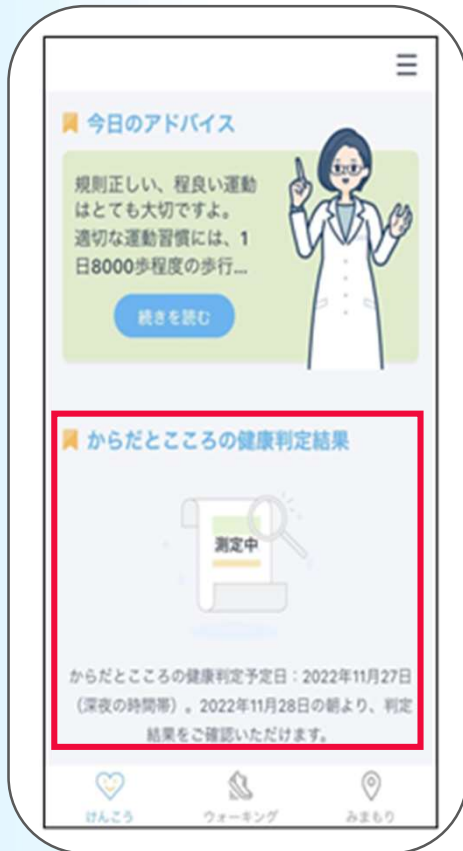 今日のアドバイス
規則正しい、程良い運動
はとても大切ですよ。
適切な運動習慣には、1
日8000歩程度の歩行...
続きを読む
からだとこころの健康判定結果
測定中
からだとこころの健康判定予定日：2022年11月27日
（深夜の時間帯）。2022年11月28日の朝より、判定
結果をご確認いただけます。
けんこう
ウォーキング
みまもり